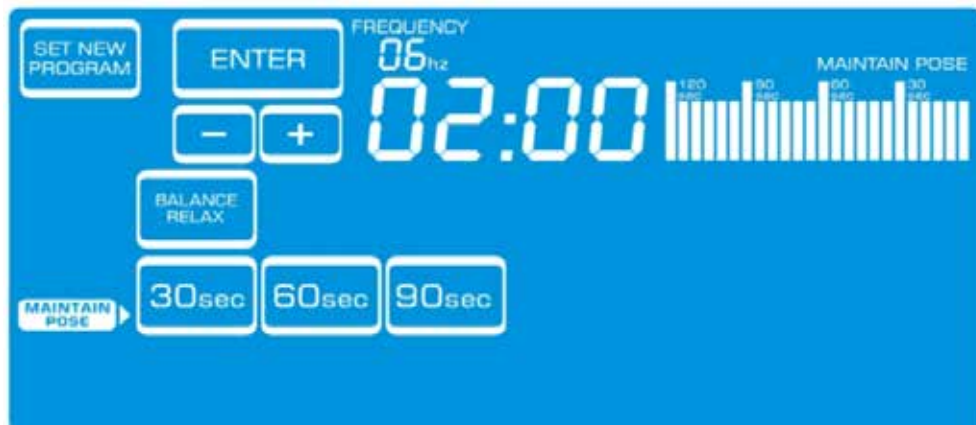 SET NEW
PROGRAM
ENTER
FREQUENCY
06hz
02:00
MAINTAIN POSE
120
sec
90
sec
60
sec
30
sec
-
+
BALANCE
RELAX
MAINTAIN
POSE
30sec
60sec
90sec